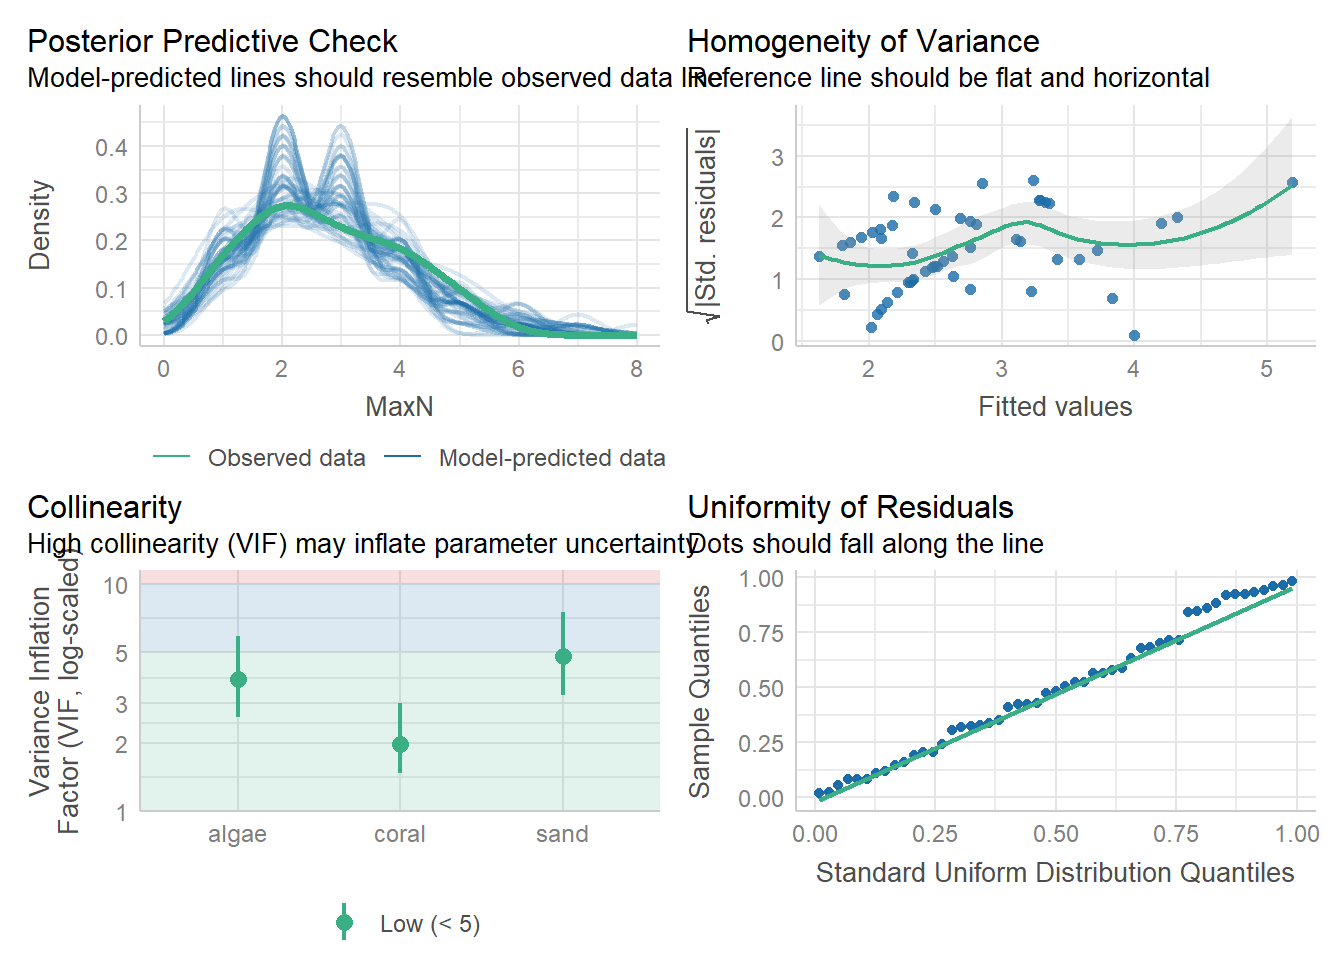 Posterior Predictive Check
Model-predicted lines should resemble observed data line
Density
0.4
0.3
0.2
0.1
0.0
0 2 4 6 8
MaxN
Observed data Model-predicted data
Homogeneity of Variance
Reference line should be flat and horizontal
√|Std. residuals|
3
2
1
0
2 3 4 5
Fitted values
Collinearity
High collinearity (VIF) may inflate parameter uncertainty
Variance Inflation
Factor (VIF, log-scaled)
10
5
3
2
1
algae coral sand
Low (< 5)
Uniformity of Residuals
Dots should fall along the line
Sample Quantiles
1.00
0.75
0.50
0.25
0.00
0.00 0.25 0.50 0.75 1.00
Standard Uniform Distribution Quantiles